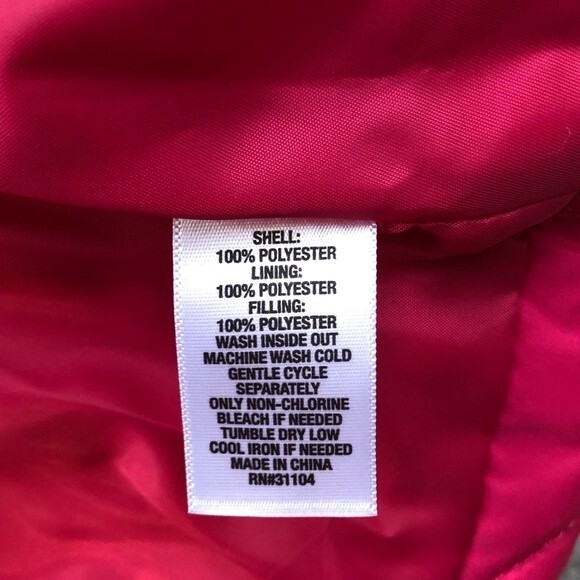 SHELL:
100% POLYESTER
LINING:
100% POLYESTER
FILLING:
100% POLYESTER
WASH INSIDE OUT
MACHINE WASH COLD
GENTLE CYCLE
SEPARATELY
ONLY NON-CHLORINE
BLEACH IF NEEDED
TUMBLE DRY LOW
COOL IRON IF NEEDED
MADE IN CHINA
RN#31104